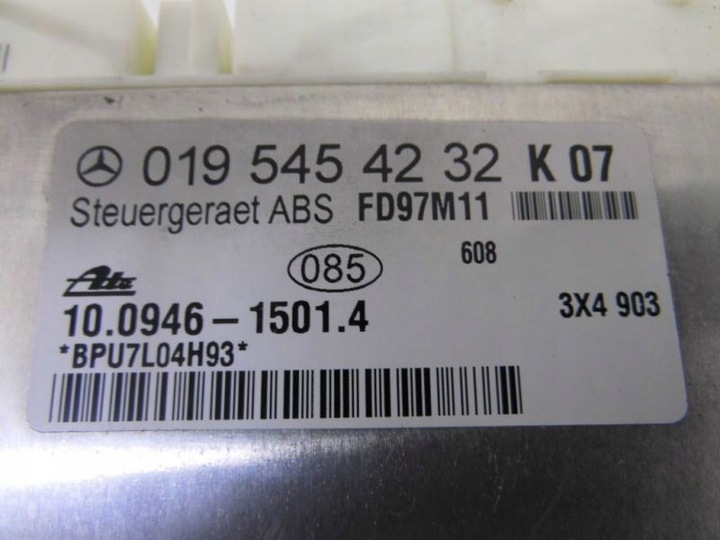 019 545 42 32 K 07
Steuergeraet ABS FD97M11
Ate 085 608
10.0946-1501.4 3X4 903
*BPU7L04H93*